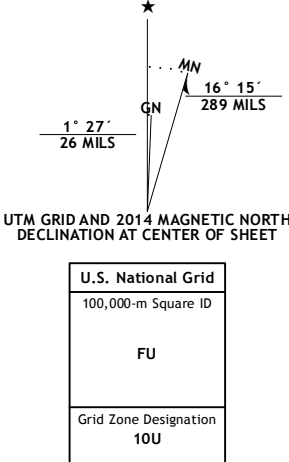 MN
16° 15´
289 MILS
GN
1° 27´
26 MILS
UTM GRID AND 2014 MAGNETIC NORTH
DECLINATION AT CENTER OF SHEET
U.S. National Grid
100,000-m Square ID
FU
Grid Zone Designation
10U